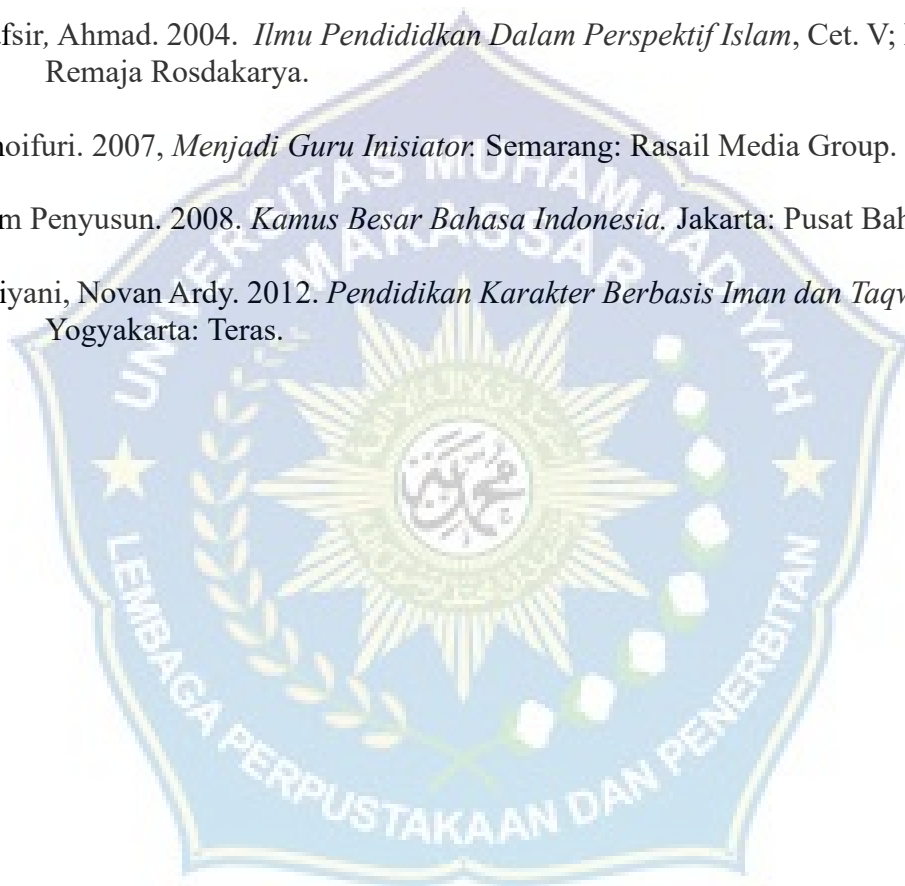 afsir, Ahmad. 2004. Ilmu Pendididkan Dalam Perspektif Islam, Cet. V;
Remaja Rosdakarya.
hoifuri. 2007, Menjadi Guru Inisiator. Semarang: Rasail Media Group.
m Penyusun. 2008. Kamus Besar Bahasa Indonesia. Jakarta: Pusat Bah
iyani, Novan Ardy. 2012. Pendidikan Karakter Berbasis Iman dan Taqw
Yogyakarta: Teras.
UNIVERSITAS MUHAMMADIYAH
MAKASSAR
LEMBAGA PERPUSTAKAAN DAN PENERBITAN